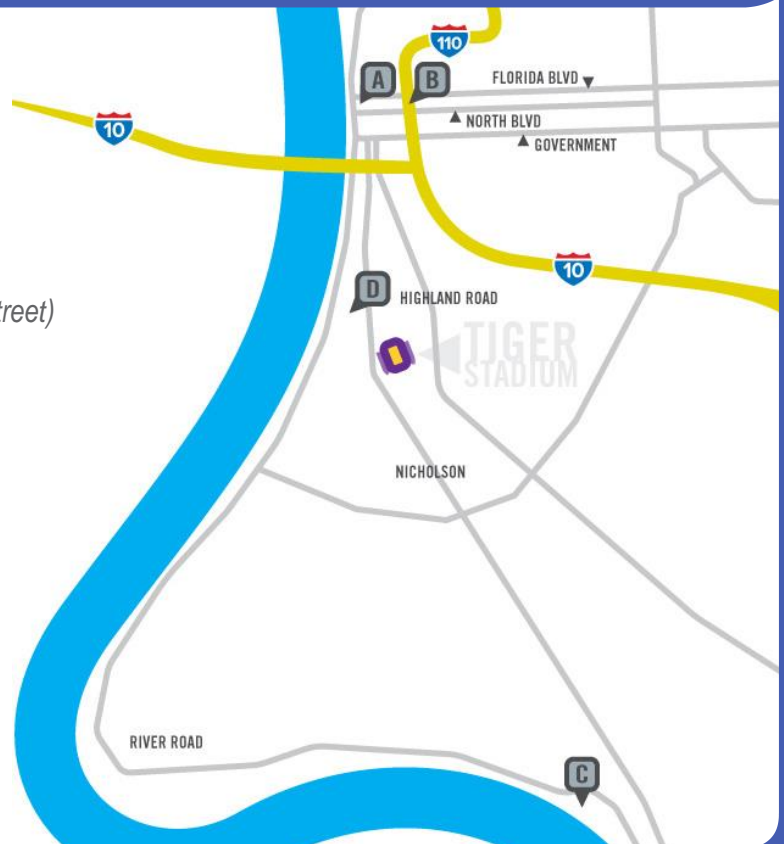 110
A
B
FLORIDA BLVD
NORTH BLVD
GOVERNMENT
10
10
D
HIGHLAND ROAD
treet)
TIGER
STADIUM
NICHOLSON
RIVER ROAD
C